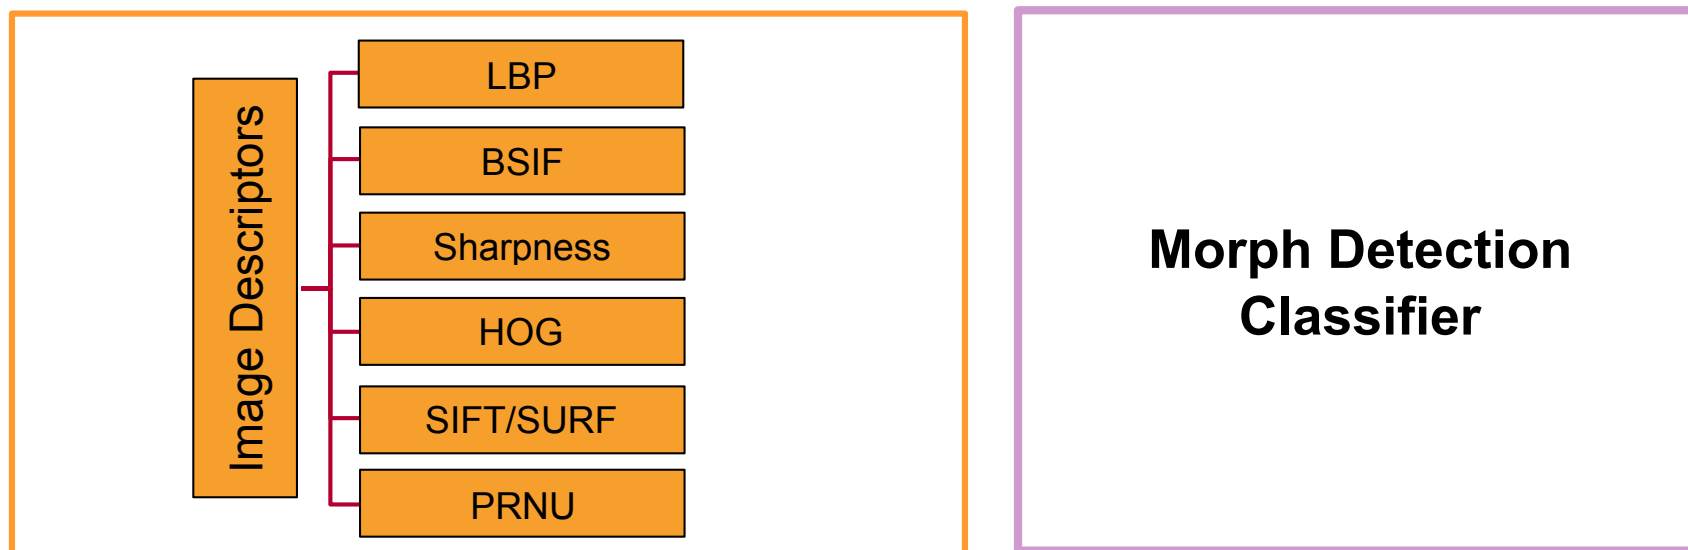 Image Descriptors
LBP
BSIF
Sharpness
HOG
SIFT/SURF
PRNU
Morph Detection
Classifier